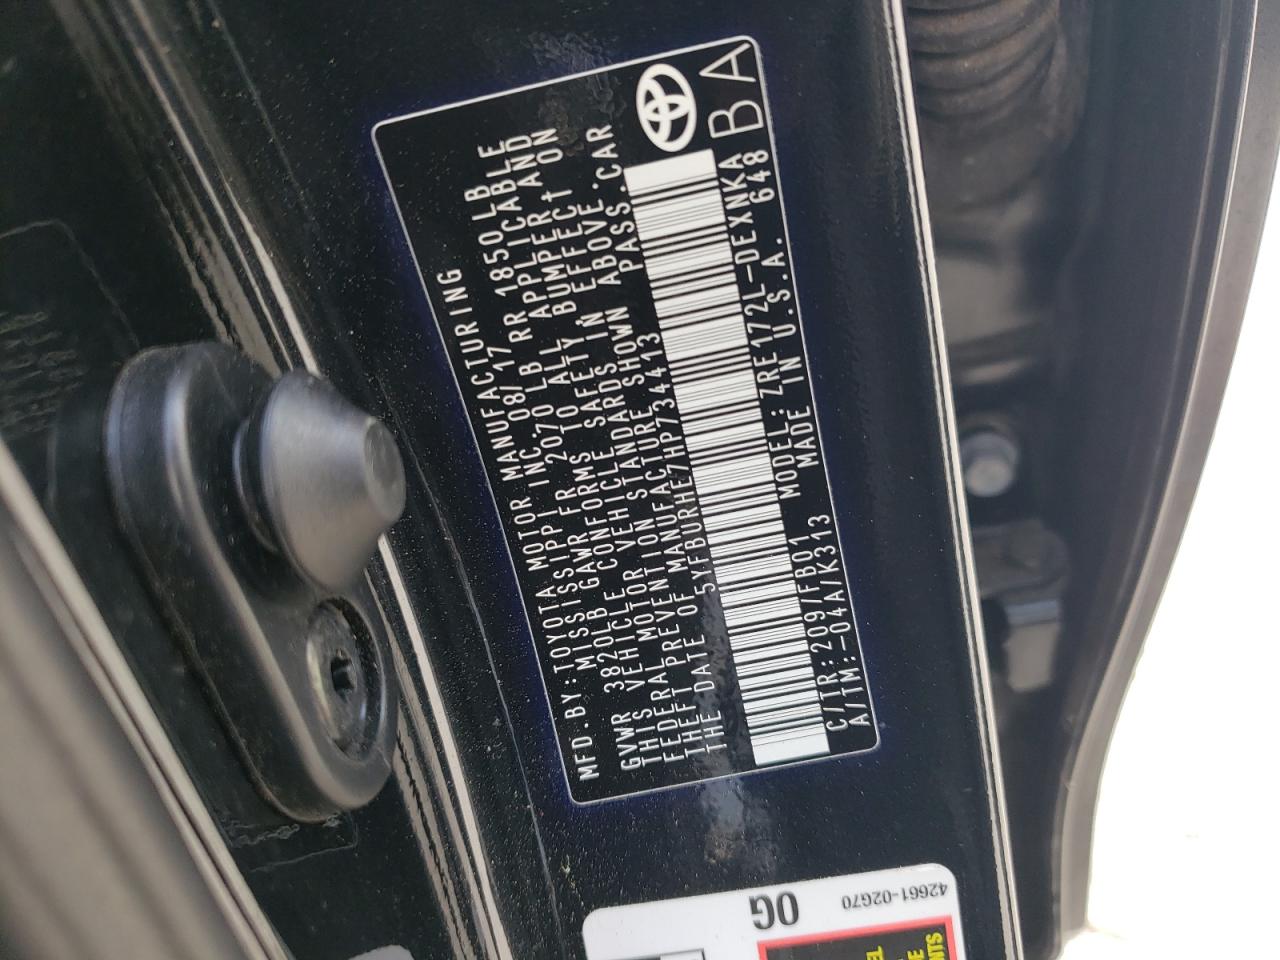 MFD.BY:TOYOTA MOTOR MANUFACTURING
MISSISSIPPI INC. 08/17
GVWR 3820LB GAWR FR 2070LB RR 1850LB
THIS VEHICLE CONFORMS TO ALL APPLICABLE
FEDERAL MOTOR VEHICLE SAFETY, BUMPER, AND
THEFT PREVENTION STANDARDS IN EFFECT ON
THE DATE OF MANUFACTURE SHOWN ABOVE.
5YFBURHE7HP734413 PASS.CAR
C/TR:209/FB01 MODEL:ZRE172L-DEXNKA
A/TM:-04A/K313 MADE IN U.S.A. 648
BA
42661-02G70
0G